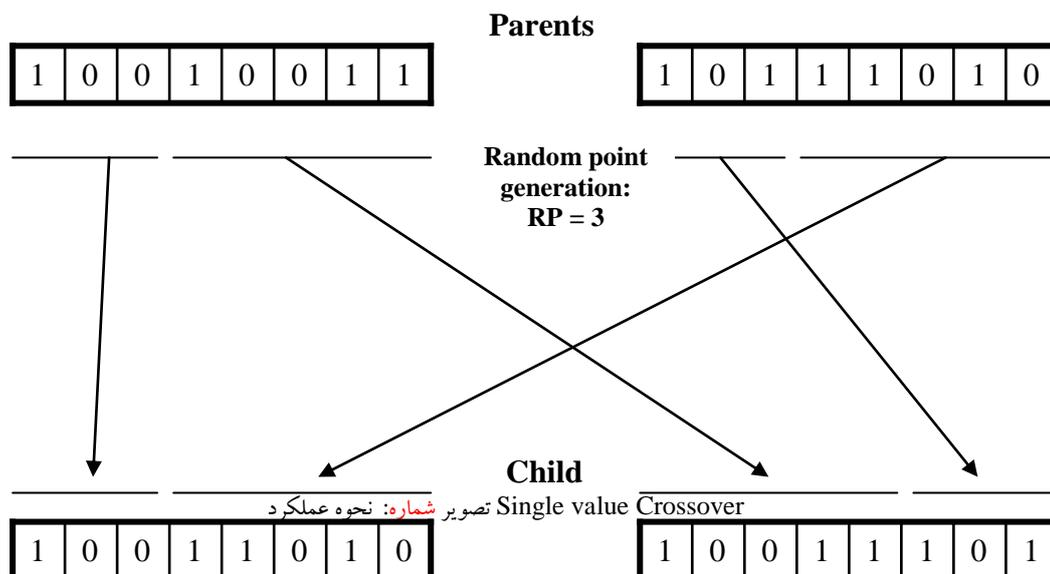 Parents
1 0 0 1 0 0 1 1
1 0 1 1 1 0 1 0
Random point
generation:
RP = 3
Child
تصویر شماره: نحوه عملکرد Single value Crossover
1 0 0 1 1 0 1 0
1 0 0 1 1 1 0 1